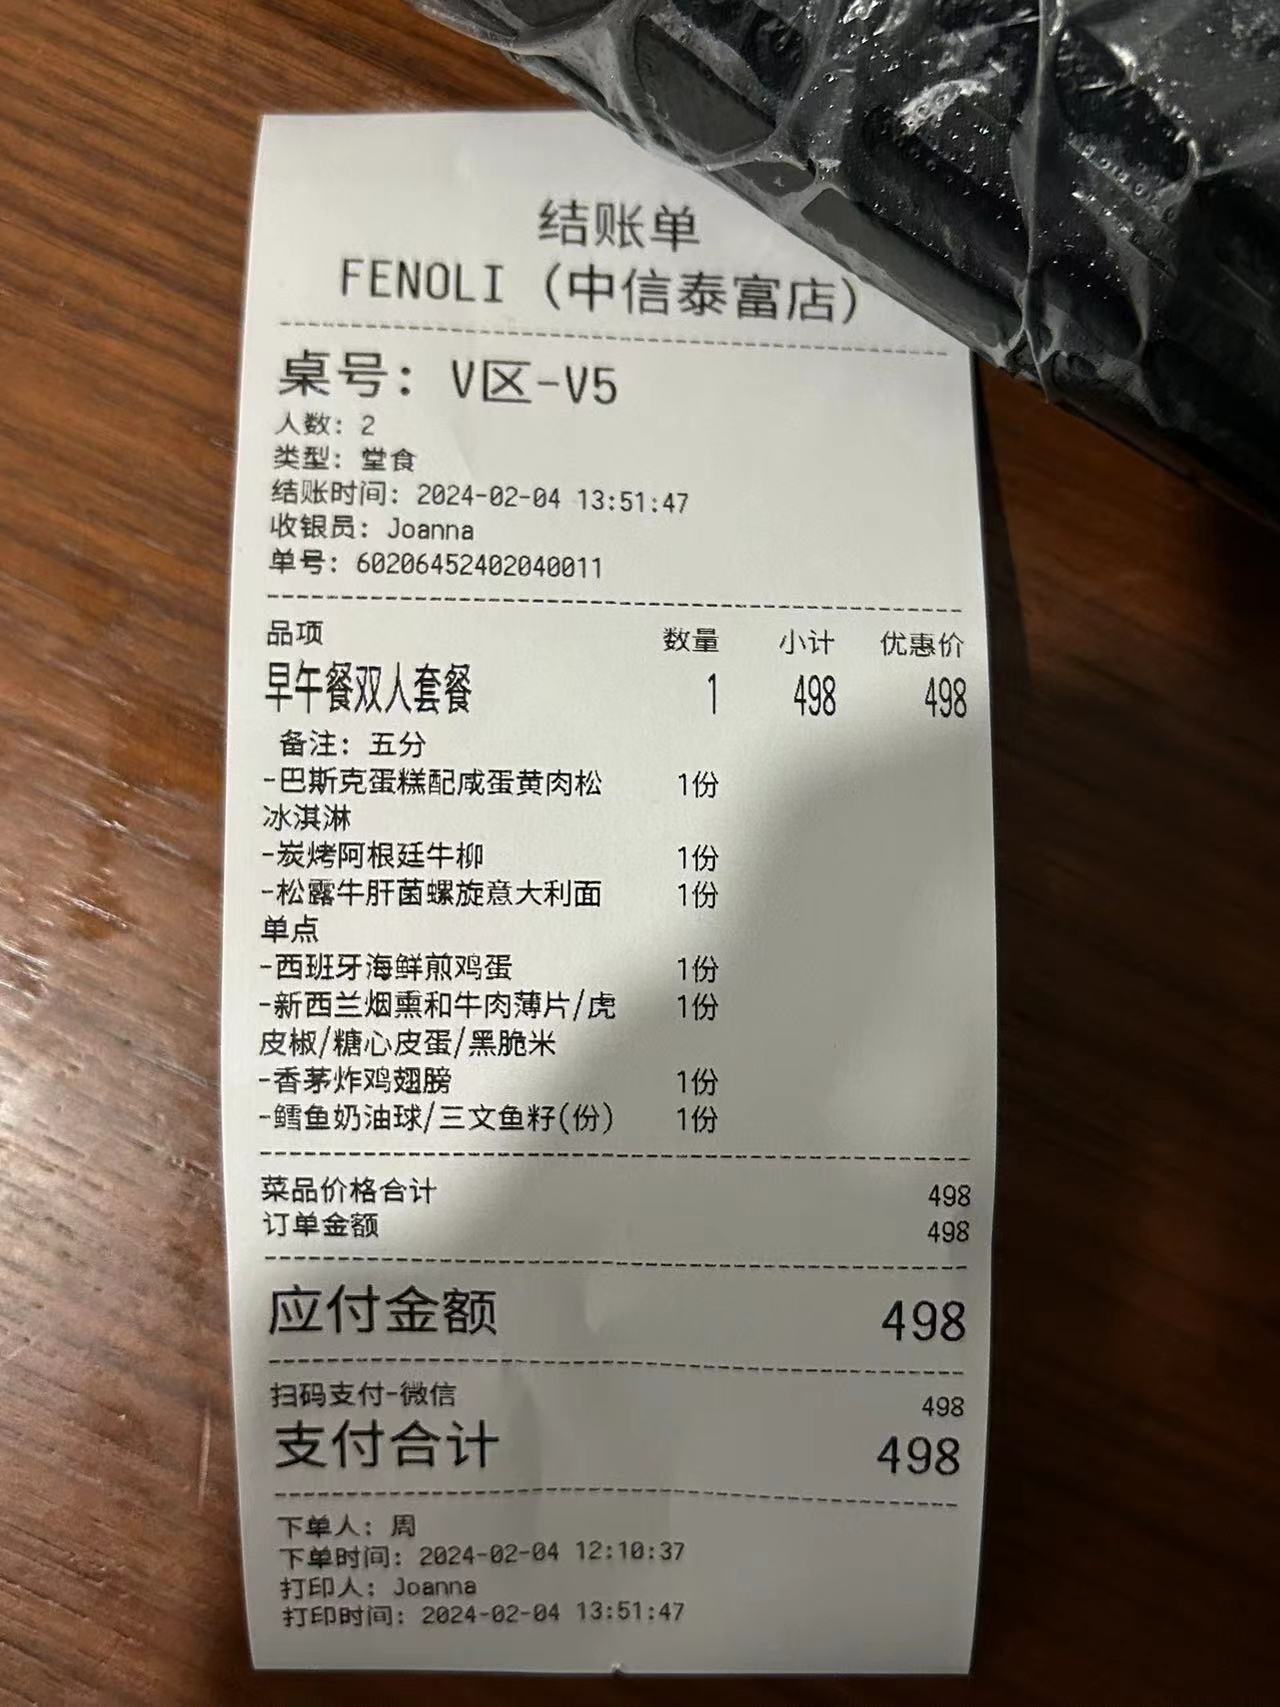 结账单
FENOLI（中信泰富店）
桌号： V区-V5
人数： 2
类型： 堂食
结账时间： 2024-02-04 13:51:47
收银员： Joanna
单号： 60206452402040011
品项 数量 小计 优惠价
早午餐双人套餐 1 498 498
备注： 五分
-巴斯克蛋糕配咸蛋黄肉松 1份
冰淇淋
-炭烤阿根廷牛柳 1份
-松露牛肝菌螺旋意大利面 1份
单点
-西班牙海鲜煎鸡蛋 1份
-新西兰烟熏和牛肉薄片/虎 1份
皮椒/糖心皮蛋/黑脆米
-香茅炸鸡翅膀 1份
-鳕鱼奶油球/三文鱼籽(份) 1份
菜品价格合计 498
订单金额 498
应付金额 498
扫码支付-微信 498
支付合计 498
下单人： 周
下单时间： 2024-02-04 12:10:37
打印人： Joanna
打印时间： 2024-02-04 13:51:47